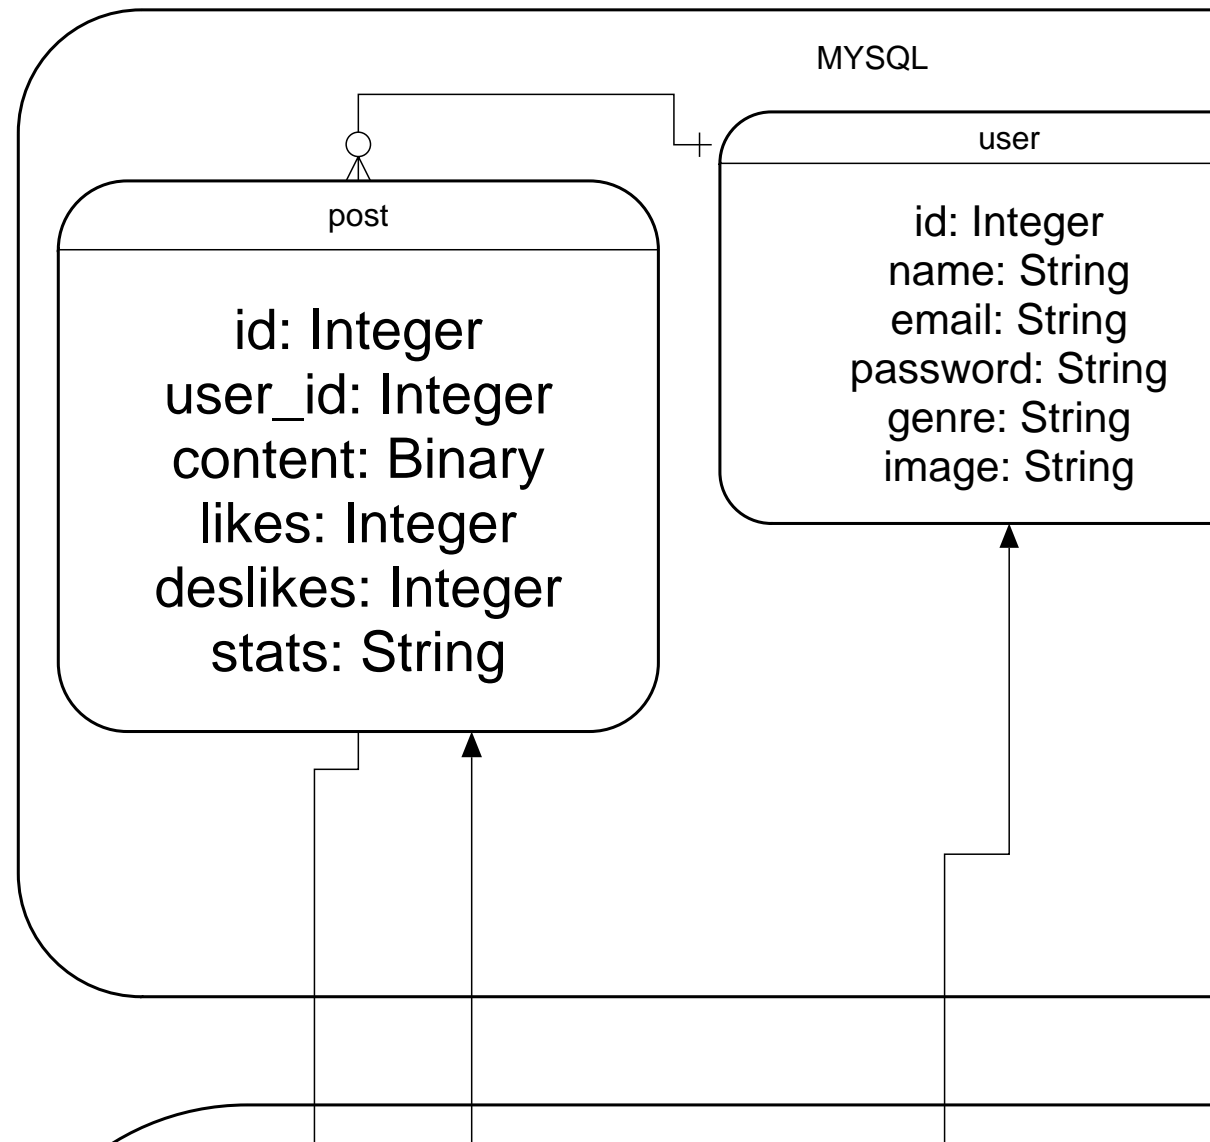 MYSQL
post
id: Integer
user_id: Integer
content: Binary
likes: Integer
deslikes: Integer
stats: String
user
id: Integer
name: String
email: String
password: String
genre: String
image: String